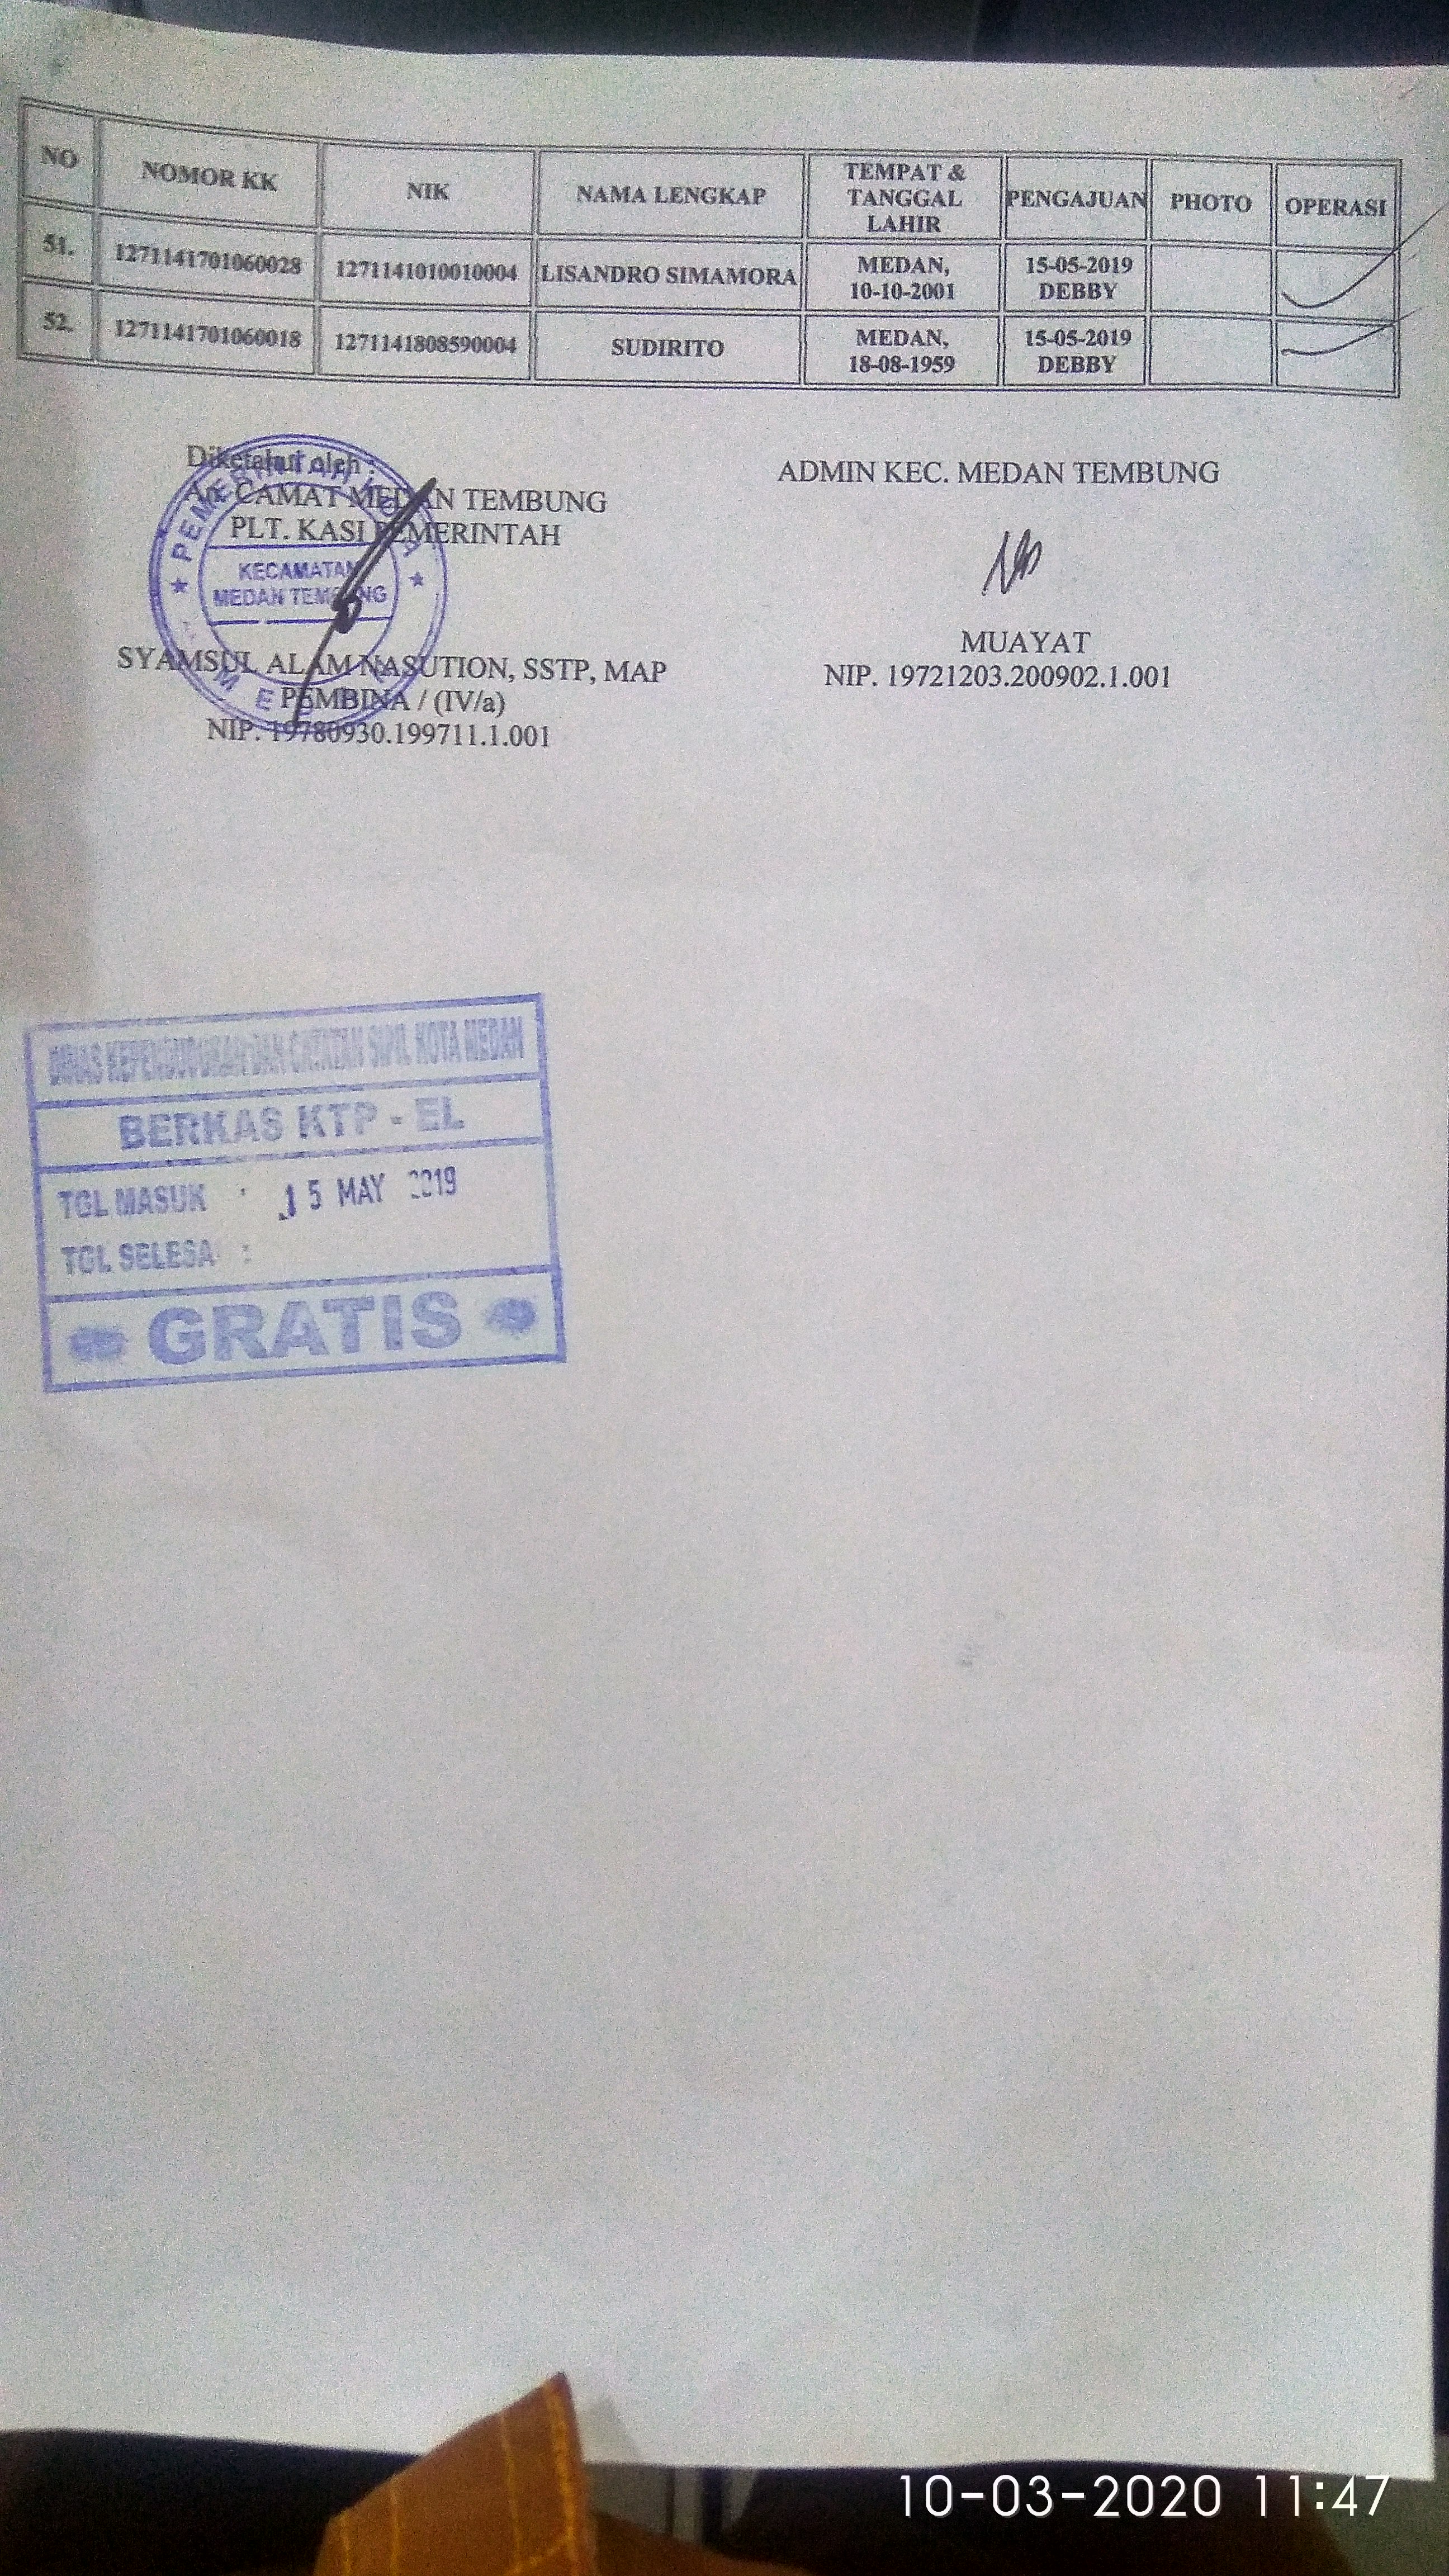 NO NOMOR KK NIK NAMA LENGKAP TEMPAT & TANGGAL LAHIR PENGAJUAN PHOTO OPERASI
51. 1271141701060028 1271141010010004 LISANDRO SIMAMORA MEDAN, 10-10-2001 15-05-2019 DEBBY
52. 1271141701060018 1271141808590004 SUDIRITO MEDAN, 18-08-1959 15-05-2019 DEBBY
Diketahui oleh :
An. CAMAT MEDAN TEMBUNG
PLT. KASI PEMERINTAH
PEMERINTAH KOTA
KECAMATAN
MEDAN TEMBUNG
MEDAN
SYAMSUL ALAM NASUTION, SSTP, MAP
PEMBINA / (IV/a)
NIP. 19780930.199711.1.001
ADMIN KEC. MEDAN TEMBUNG
MUAYAT
NIP. 19721203.200902.1.001
DINAS KEPENDUDUKAN DAN CATATAN SIPIL KOTA MEDAN
BERKAS KTP - EL
TGL MASUK : 15 MAY 2019
TGL SELESAI :
GRATIS
10-03-2020 11:47